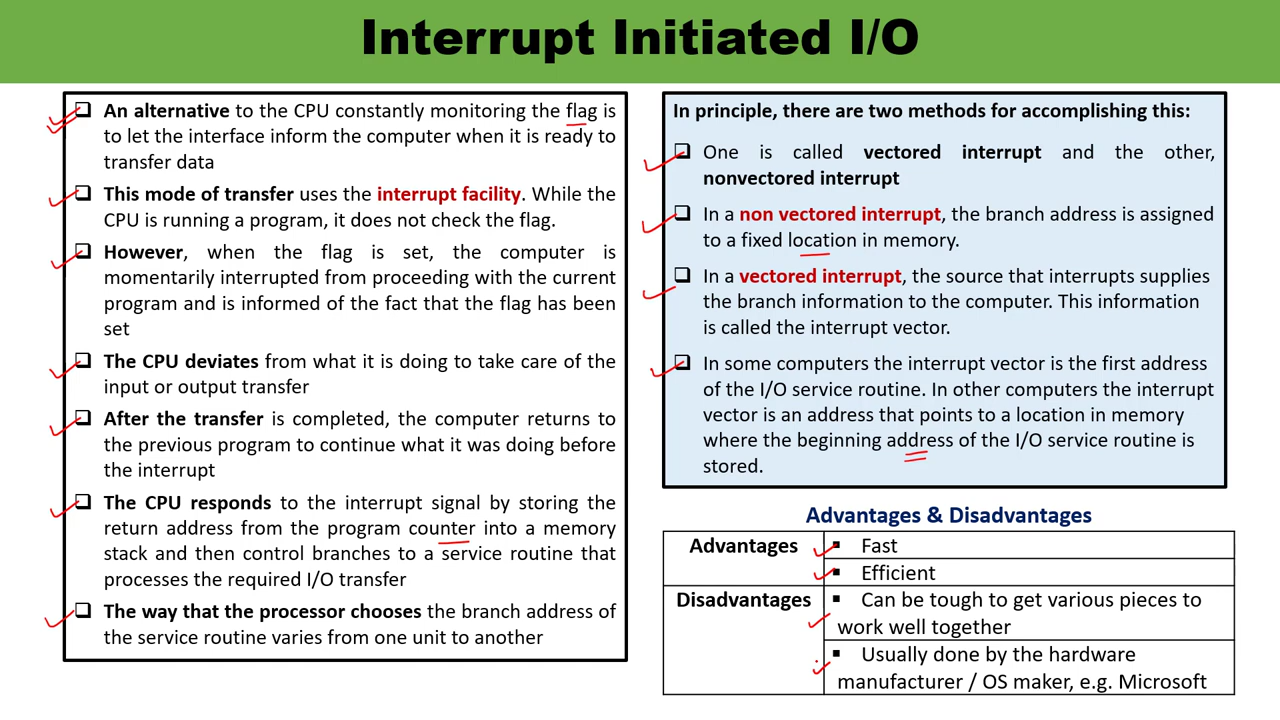 Interrupt Initiated I/O
An alternative to the CPU constantly monitoring the flag is
to let the interface inform the computer when it is ready to
transfer data
This mode of transfer uses the interrupt facility. While the
CPU is running a program, it does not check the flag.
However, when the flag is set, the computer is
momentarily interrupted from proceeding with the current
program and is informed of the fact that the flag has been
set
The CPU deviates from what it is doing to take care of the
input or output transfer
After the transfer is completed, the computer returns to
the previous program to continue what it was doing before
the interrupt
The CPU responds to the interrupt signal by storing the
return address from the program counter into a memory
stack and then control branches to a service routine that
processes the required I/O transfer
The way that the processor chooses the branch address of
the service routine varies from one unit to another
In principle, there are two methods for accomplishing this:
One is called vectored interrupt and the other,
nonvectored interrupt
In a non vectored interrupt, the branch address is assigned
to a fixed location in memory.
In a vectored interrupt, the source that interrupts supplies
the branch information to the computer. This information
is called the interrupt vector.
In some computers the interrupt vector is the first address
of the I/O service routine. In other computers the interrupt
vector is an address that points to a location in memory
where the beginning address of the I/O service routine is
stored.
Advantages & Disadvantages
Advantages
Fast
Efficient
Disadvantages
Can be tough to get various pieces to
work well together
Usually done by the hardware
manufacturer / OS maker, e.g. Microsoft